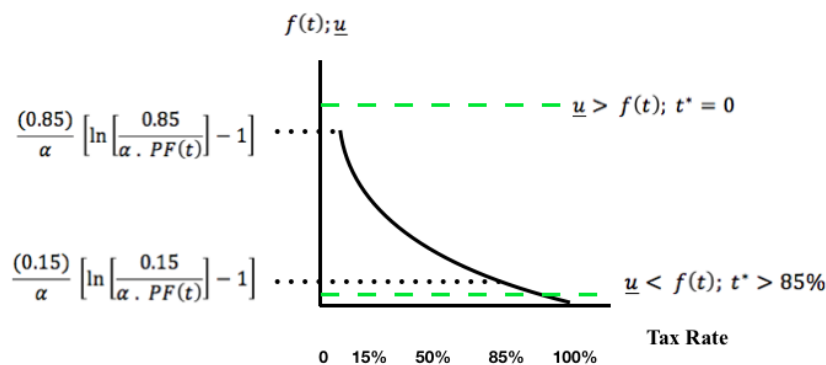 f(t); u
u > f(t); t* = 0
(0.85)/α [ln[0.85/α . PF(t)] − 1]
(0.15)/α [ln[0.15/α . PF(t)] − 1]
u < f(t); t* > 85%
Tax Rate
0 15% 50% 85% 100%